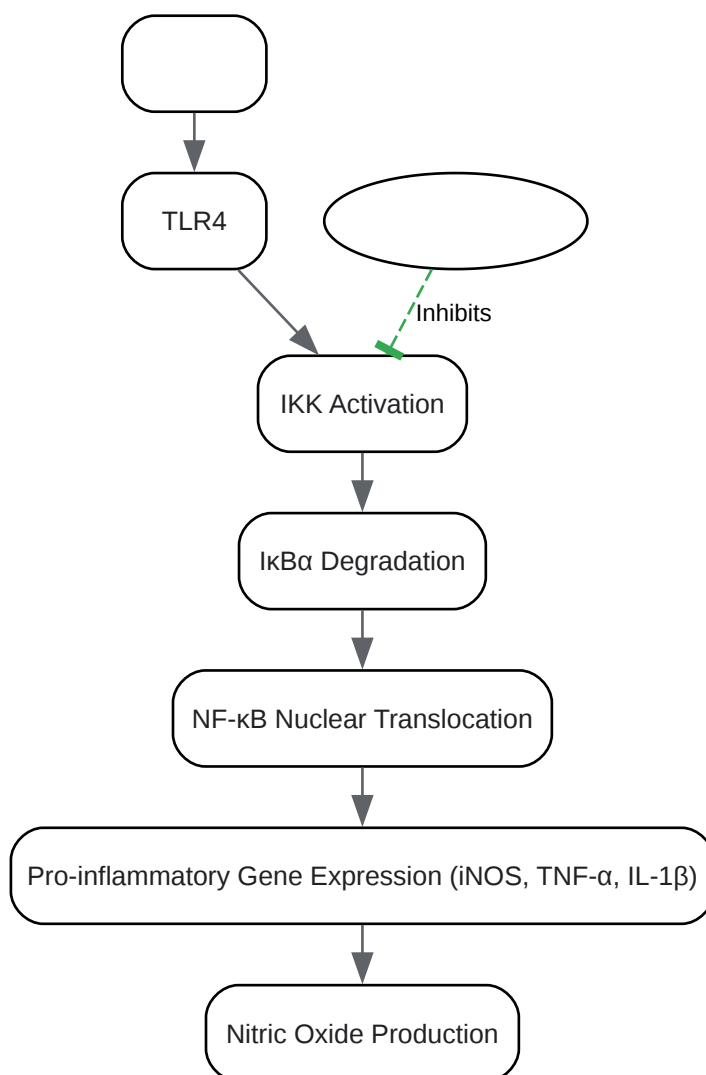 TLR4
Inhibits
IKK Activation
IκBα Degradation
NF-κB Nuclear Translocation
Pro-inflammatory Gene Expression (iNOS, TNF-α, IL-1β)
Nitric Oxide Production